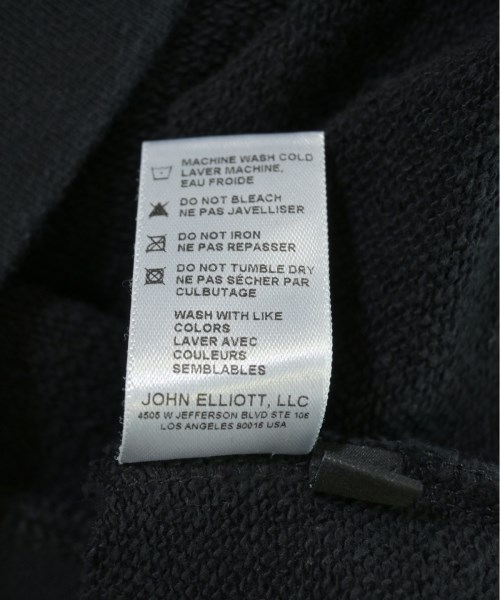 MACHINE WASH COLD
LAVER MACHINE,
EAU FROIDE
DO NOT BLEACH
NE PAS JAVELLISER
DO NOT IRON
NE PAS REPASSER
DO NOT TUMBLE DRY
NE PAS SÉCHER PAR
CULBUTAGE
WASH WITH LIKE
COLORS
LAVER AVEC
COULEURS
SEMBLABLES
JOHN ELLIOTT, LLC
4505 W JEFFERSON BLVD STE 106
LOS ANGELES 90016 USA